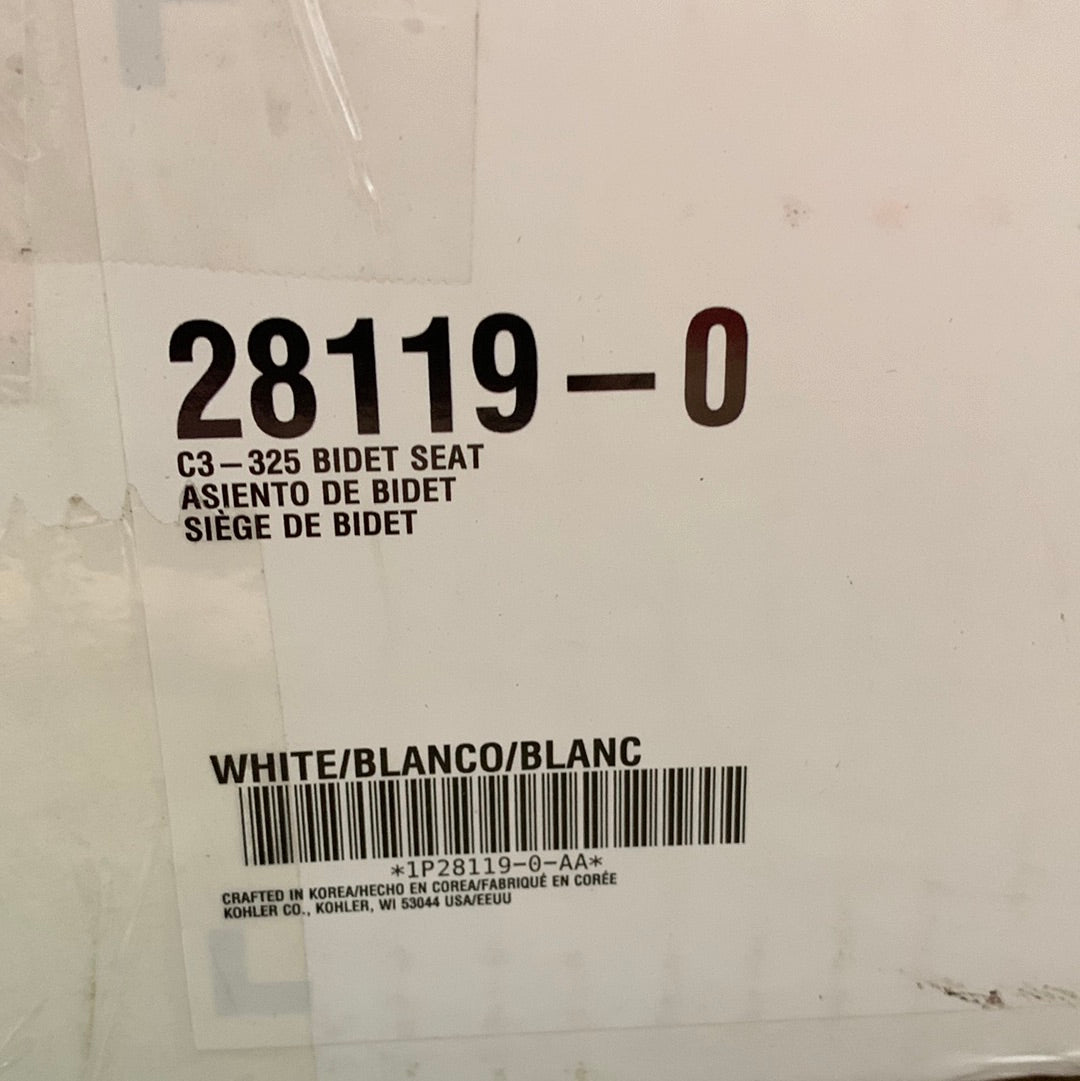 28119-0
C3-325 BIDET SEAT
ASIENTO DE BIDET
SIÈGE DE BIDET
WHITE/BLANCO/BLANC
*1P28119-0-AA*
CRAFTED IN KOREA/HECHO EN COREA/FABRIQUÉ EN CORÉE
KOHLER CO., KOHLER, WI 53044 USA/EEUU